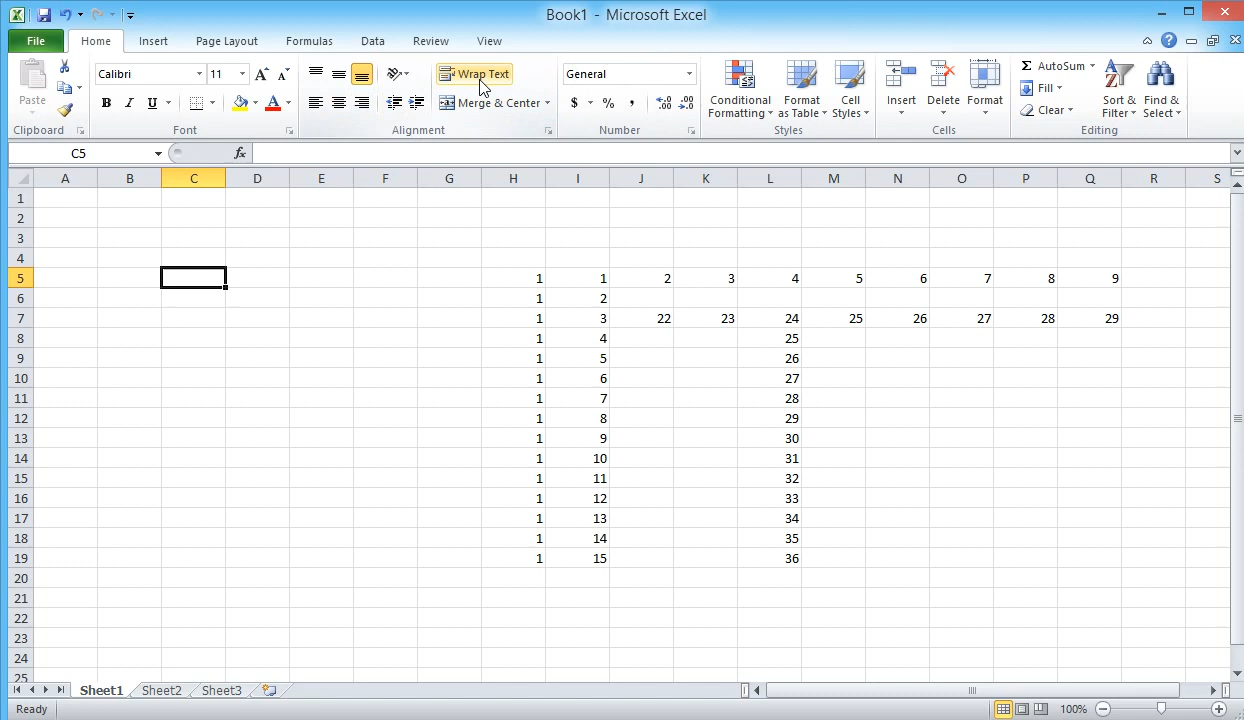 Book1 - Microsoft Excel
File Home Insert Page Layout Formulas Data Review View
Paste
Clipboard
Calibri 11 A A
B I U A
Font
Wrap Text
Merge & Center
Alignment
General
$ % , .0 .00 .00 .0
Number
Conditional Formatting
Format as Table
Cell Styles
Styles
Insert Delete Format
Cells
Σ AutoSum
Fill
Clear
Sort & Filter
Find & Select
Editing
C5 fx
A B C D E F G H I J K L M N O P Q R S
1
2
3
4
5 1 1 2 3 4 5 6 7 8 9
6 1 2
7 1 3 22 23 24 25 26 27 28 29
8 1 4 25
9 1 5 26
10 1 6 27
11 1 7 28
12 1 8 29
13 1 9 30
14 1 10 31
15 1 11 32
16 1 12 33
17 1 13 34
18 1 14 35
19 1 15 36
20
21
22
23
24
25
Sheet1 Sheet2 Sheet3
Ready 100%